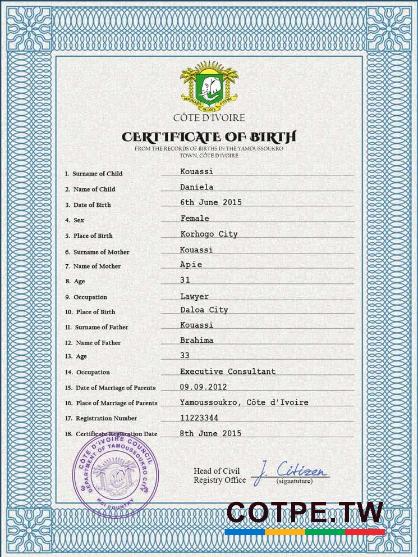 CÔTE D'IVOIRE
CERTIFICATE OF BIRTH
FROM THE RECORDS OF BIRTHS IN THE YAMOUSSOUKRO
TOWN, CÔTE D'IVOIRE
1. Surname of Child Kouassi
2. Name of Child Daniela
3. Date of Birth 6th June 2015
4. Sex Female
5. Place of Birth Korhogo City
6. Surname of Mother Kouassi
7. Name of Mother Apie
8. Age 31
9. Occupation Lawyer
10. Place of Birth Daloa City
11. Surname of Father Kouassi
12. Name of Father Brahima
13. Age 33
14. Occupation Executive Consultant
15. Date of Marriage of Parents 09.09.2012
16. Place of Marriage of Parents Yamoussoukro, Côte d'Ivoire
17. Registration Number 11223344
18. Certificate Registration Date 8th June 2015
CÔTE D'IVOIRE COUNCIL
DEPARTMENT OF YAMOUSSOUKRO CITY
Head of Civil
Registry Office J. Citizen
(siguatuture)
COTPE.TW